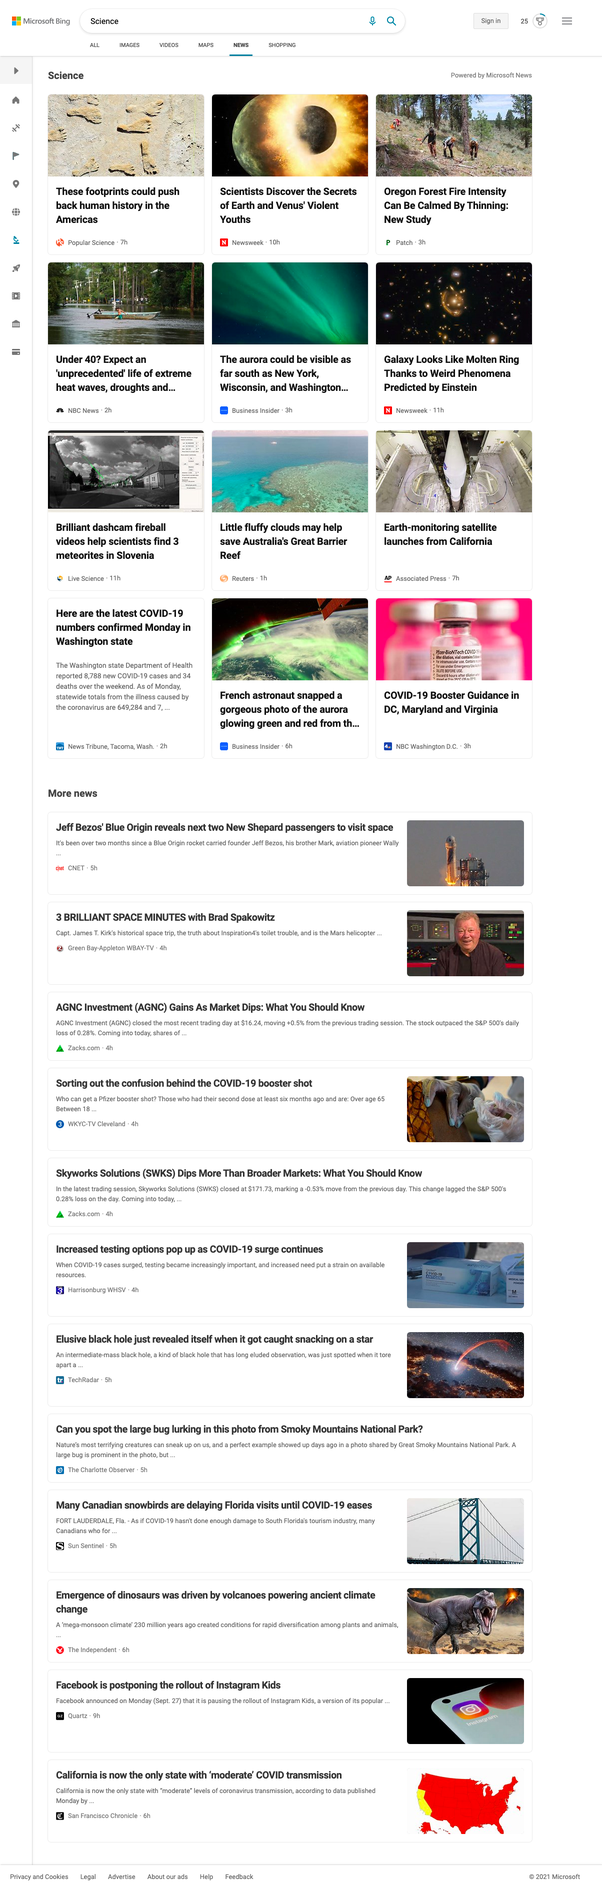 Microsoft Bing
Science
Sign in
25
ALL IMAGES VIDEOS MAPS NEWS SHOPPING
Science
Powered by Microsoft News
These footprints could push
back human history in the
Americas
Popular Science · 7h
Scientists Discover the Secrets
of Earth and Venus' Violent
Youths
Newsweek · 10h
Oregon Forest Fire Intensity
Can Be Calmed By Thinning:
New Study
Patch · 3h
Under 40? Expect an
'unprecedented' life of extreme
heat waves, droughts and...
NBC News · 2h
The aurora could be visible as
far south as New York,
Wisconsin, and Washington...
Business Insider · 3h
Galaxy Looks Like Molten Ring
Thanks to Weird Phenomena
Predicted by Einstein
Newsweek · 11h
Brilliant dashcam fireball
videos help scientists find 3
meteorites in Slovenia
Live Science · 11h
Little fluffy clouds may help
save Australia's Great Barrier
Reef
Reuters · 1h
Earth-monitoring satellite
launches from California
Associated Press · 7h
Here are the latest COVID-19
numbers confirmed Monday in
Washington state
The Washington state Department of Health
reported 8,788 new COVID-19 cases and 34
deaths over the weekend. As of Monday,
statewide totals from the illness caused by
the coronavirus are 649,284 and 7, ...
News Tribune, Tacoma, Wash. · 2h
French astronaut snapped a
gorgeous photo of the aurora
glowing green and red from th...
Business Insider · 6h
COVID-19 Booster Guidance in
DC, Maryland and Virginia
NBC Washington D.C. · 3h
More news
Jeff Bezos' Blue Origin reveals next two New Shepard passengers to visit space
It's been over two months since a Blue Origin rocket carried founder Jeff Bezos, his brother Mark, aviation pioneer Wally
...
CNET · 5h
3 BRILLIANT SPACE MINUTES with Brad Spakowitz
Capt. James T. Kirk's historical space trip, the truth about Inspiration4's toilet trouble, and is the Mars helicopter ...
Green Bay-Appleton WBAY-TV · 4h
AGNC Investment (AGNC) Gains As Market Dips: What You Should Know
AGNC Investment (AGNC) closed the most recent trading day at $16.24, moving +0.5% from the previous trading session. The stock outpaced the S&P 500's daily
loss of 0.28%. Coming into today, shares of ...
Zacks.com · 4h
Sorting out the confusion behind the COVID-19 booster shot
Who can get a Pfizer booster shot? Those who had their second dose at least six months ago and are: Over age 65
Between 18 ...
WKYC-TV Cleveland · 4h
Skyworks Solutions (SWKS) Dips More Than Broader Markets: What You Should Know
In the latest trading session, Skyworks Solutions (SWKS) closed at $171.73, marking a -0.53% move from the previous day. This change lagged the S&P 500's
0.28% loss on the day. Coming into today, ...
Zacks.com · 4h
Increased testing options pop up as COVID-19 surge continues
When COVID-19 cases surged, testing became increasingly important, and increased need put a strain on available
resources.
Harrisonburg WHSV · 4h
Elusive black hole just revealed itself when it got caught snacking on a star
An intermediate-mass black hole, a kind of black hole that has long eluded observation, was just spotted when it tore
apart a ...
TechRadar · 5h
Can you spot the large bug lurking in this photo from Smoky Mountains National Park?
Nature's most terrifying creatures can sneak up on us, and a perfect example showed up days ago in a photo shared by Great Smoky Mountains National Park. A
large bug is prominent in the photo, but ...
The Charlotte Observer · 5h
Many Canadian snowbirds are delaying Florida visits until COVID-19 eases
FORT LAUDERDALE, Fla. - As if COVID-19 hasn't done enough damage to South Florida's tourism industry, many
Canadians who for ...
Sun Sentinel · 5h
Emergence of dinosaurs was driven by volcanoes powering ancient climate
change
A 'mega-monsoon climate' 230 million years ago created conditions for rapid diversification among plants and animals,
...
The Independent · 6h
Facebook is postponing the rollout of Instagram Kids
Facebook announced on Monday (Sept. 27) that it is pausing the rollout of Instagram Kids, a version of its popular ...
Quartz · 9h
California is now the only state with 'moderate' COVID transmission
California is now the only state with "moderate" levels of coronavirus transmission, according to data published
Monday by ...
San Francisco Chronicle · 6h
Privacy and Cookies Legal Advertise About our ads Help Feedback
© 2021 Microsoft